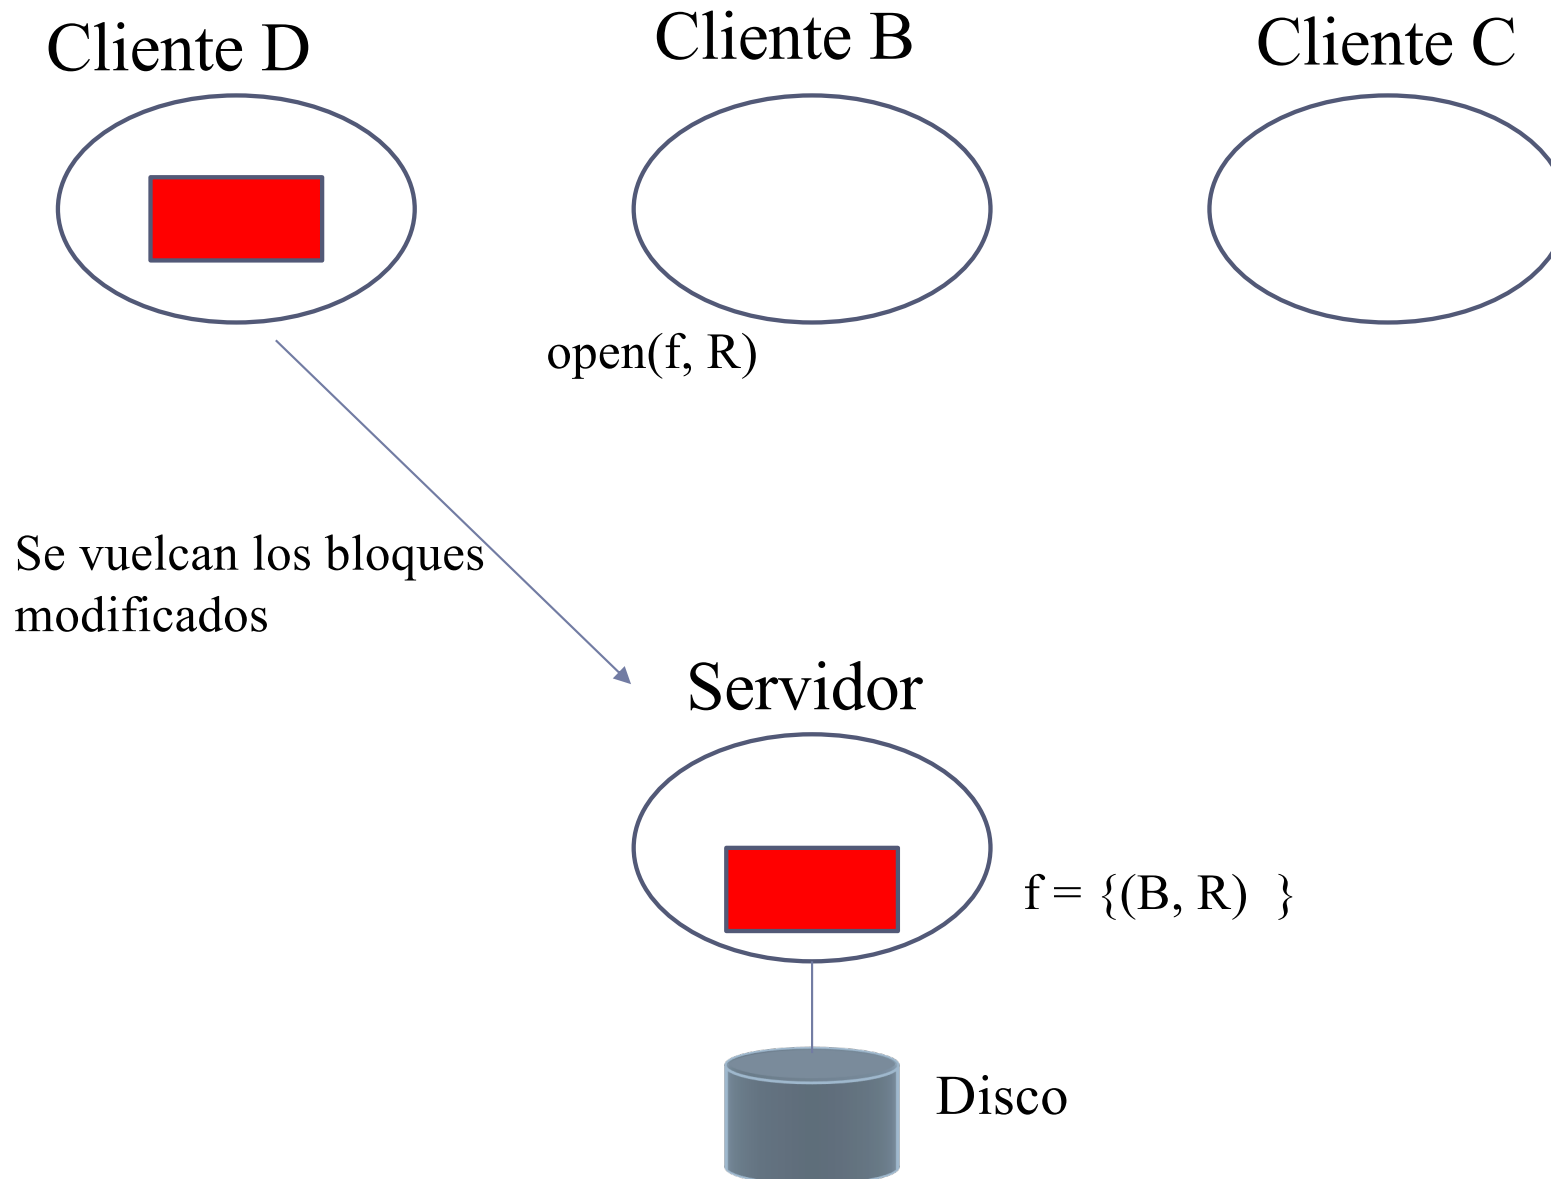 Cliente D
Cliente B
Cliente C
open(f, R)
Se vuelcan los bloques
modificados
Servidor
f = {(B, R) }
Disco